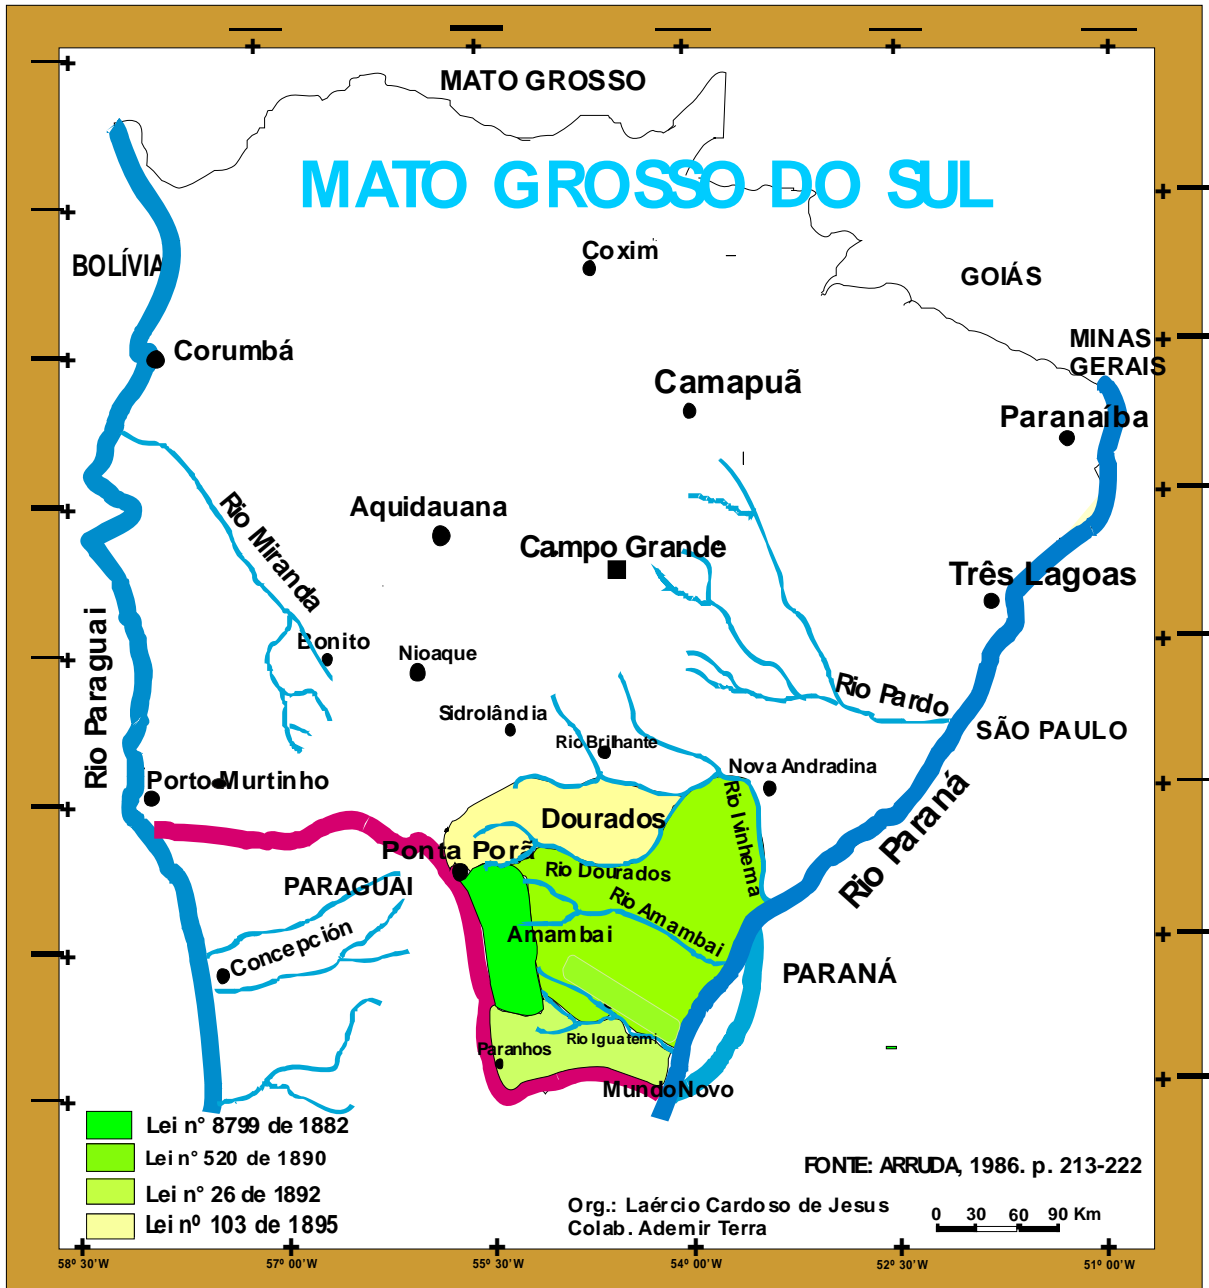 MATO GROSSO
MATO GROSSO DO SUL
Coxim
BOLÍVIA
GOIÁS
MINAS
GERAIS
Corumbá
Camapuã
Paranaíba
Aquidauana
Rio Miranda
Campo Grande
Três Lagoas
Rio Paraguai
Bonito
Nioaque
Rio Pardo
Sidrolândia
SÃO PAULO
Rio Brilhante
Nova Andradina
Porto Murtinho
Rio Ivinhema
Rio Paraná
Dourados
Ponta Porã
Rio Dourados
PARAGUAI
Rio Amambai
Amambai
Concepción
PARANÁ
Rio Iguatemi
Paranhos
Mundo Novo
Lei n° 8799 de 1882
Lei n° 520 de 1890
Lei n° 26 de 1892
Lei nº 103 de 1895
FONTE: ARRUDA, 1986. p. 213-222
Org.: Laércio Cardoso de Jesus
Colab. Ademir Terra
0 30 60 90 Km
58º 30'W 57º 00'W 55º 30'W 54º 00'W 52º 30'W 51º 00'W